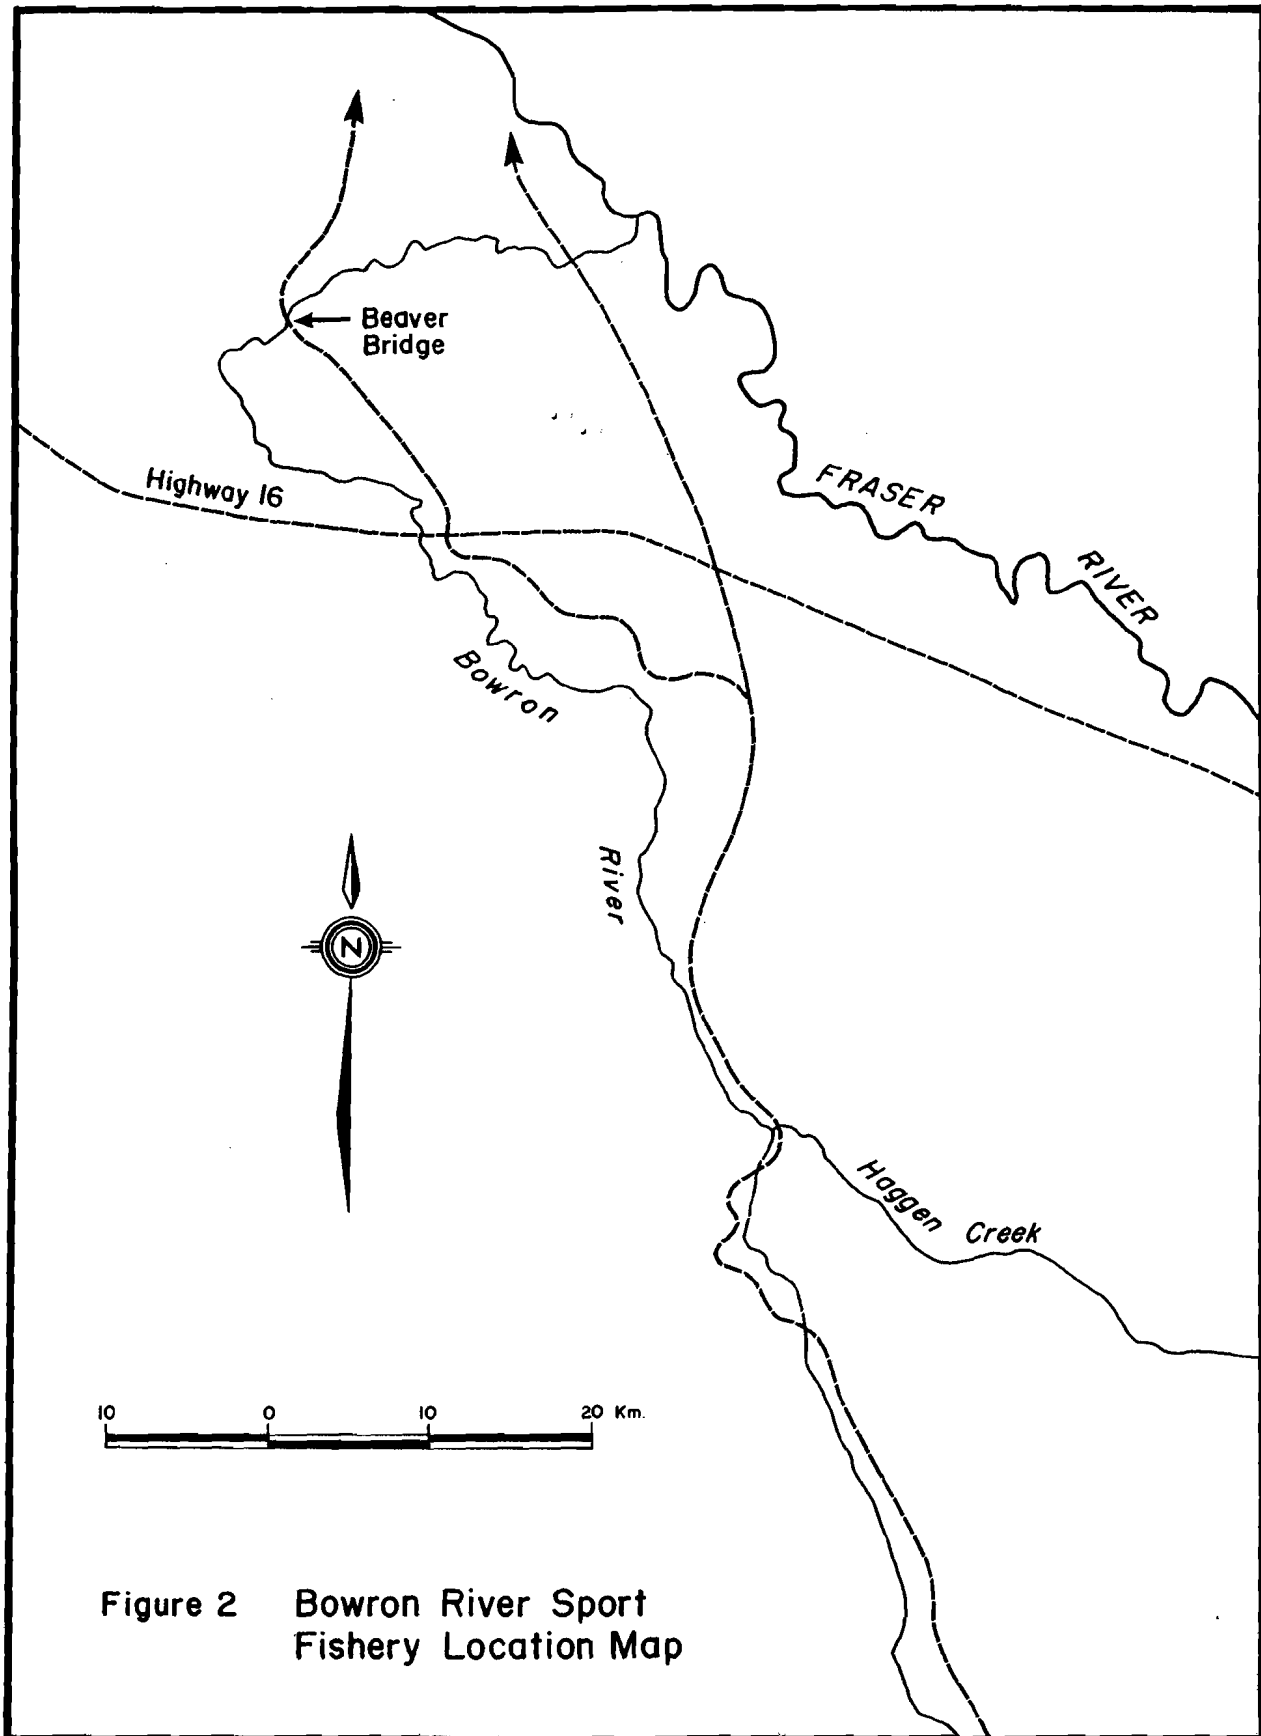 Beaver
Bridge
Highway 16
FRASER
RIVER
Bowron
River
N
Haggen Creek
10 0 10 20 Km.
Figure 2 Bowron River Sport
Fishery Location Map